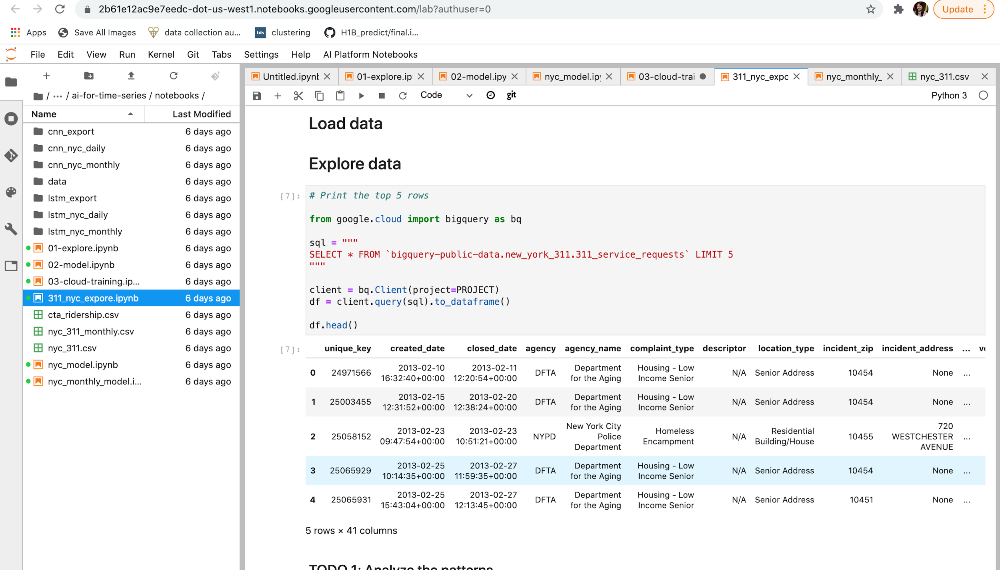 2b61e12ac9e7eedc-dot-us-west1.notebooks.googleusercontent.com/lab?authuser=0
Update
Apps
Save All Images
data collection au...
tds
clustering
H1B_predict/final.i...
File Edit View Run Kernel Git Tabs Settings Help AI Platform Notebooks
Untitled.ipynb
01-explore.ip
02-model.ipy
nyc_model.ipy
03-cloud-trai
311_nyc_expo
nyc_monthly_
nyc_311.csv
/ ... / ai-for-time-series / notebooks /
Code
git
Python 3
Name Last Modified
cnn_export 6 days ago
cnn_nyc_daily 6 days ago
cnn_nyc_monthly 6 days ago
data 6 days ago
lstm_export 6 days ago
lstm_nyc_daily 6 days ago
lstm_nyc_monthly 6 days ago
01-explore.ipynb 6 days ago
02-model.ipynb 6 days ago
03-cloud-training.ip... 6 days ago
311_nyc_expore.ipynb 6 days ago
cta_ridership.csv 6 days ago
nyc_311_monthly.csv 6 days ago
nyc_311.csv 6 days ago
nyc_model.ipynb 6 days ago
nyc_monthly_model.i... 6 days ago
Load data
Explore data
[7]:
# Print the top 5 rows
from google.cloud import bigquery as bq
sql = """
SELECT * FROM `bigquery-public-data.new_york_311.311_service_requests` LIMIT 5
"""
client = bq.Client(project=PROJECT)
df = client.query(sql).to_dataframe()
df.head()
[7]:
unique_key created_date closed_date agency agency_name complaint_type descriptor location_type incident_zip incident_address ... ve
2013-02-10 2013-02-11 Department Housing - Low
0 24971566 DFTA N/A Senior Address 10454 None ...
16:32:40+00:00 12:20:54+00:00 for the Aging Income Senior
2013-02-15 2013-02-20 Department Housing - Low
1 25003455 DFTA N/A Senior Address 10454 None ...
12:31:52+00:00 12:38:24+00:00 for the Aging Income Senior
New York City 720
2013-02-23 2013-02-23 Homeless Residential
2 25058152 NYPD Police N/A 10455 WESTCHESTER ...
09:47:54+00:00 10:51:21+00:00 Encampment Building/House
Department AVENUE
2013-02-25 2013-02-27 Department Housing - Low
3 25065929 DFTA N/A Senior Address 10454 None ...
10:14:35+00:00 11:59:35+00:00 for the Aging Income Senior
2013-02-25 2013-02-27 Department Housing - Low
4 25065931 DFTA N/A Senior Address 10451 None ...
15:43:04+00:00 12:13:45+00:00 for the Aging Income Senior
5 rows × 41 columns
TODO 1: Analyze the patterns